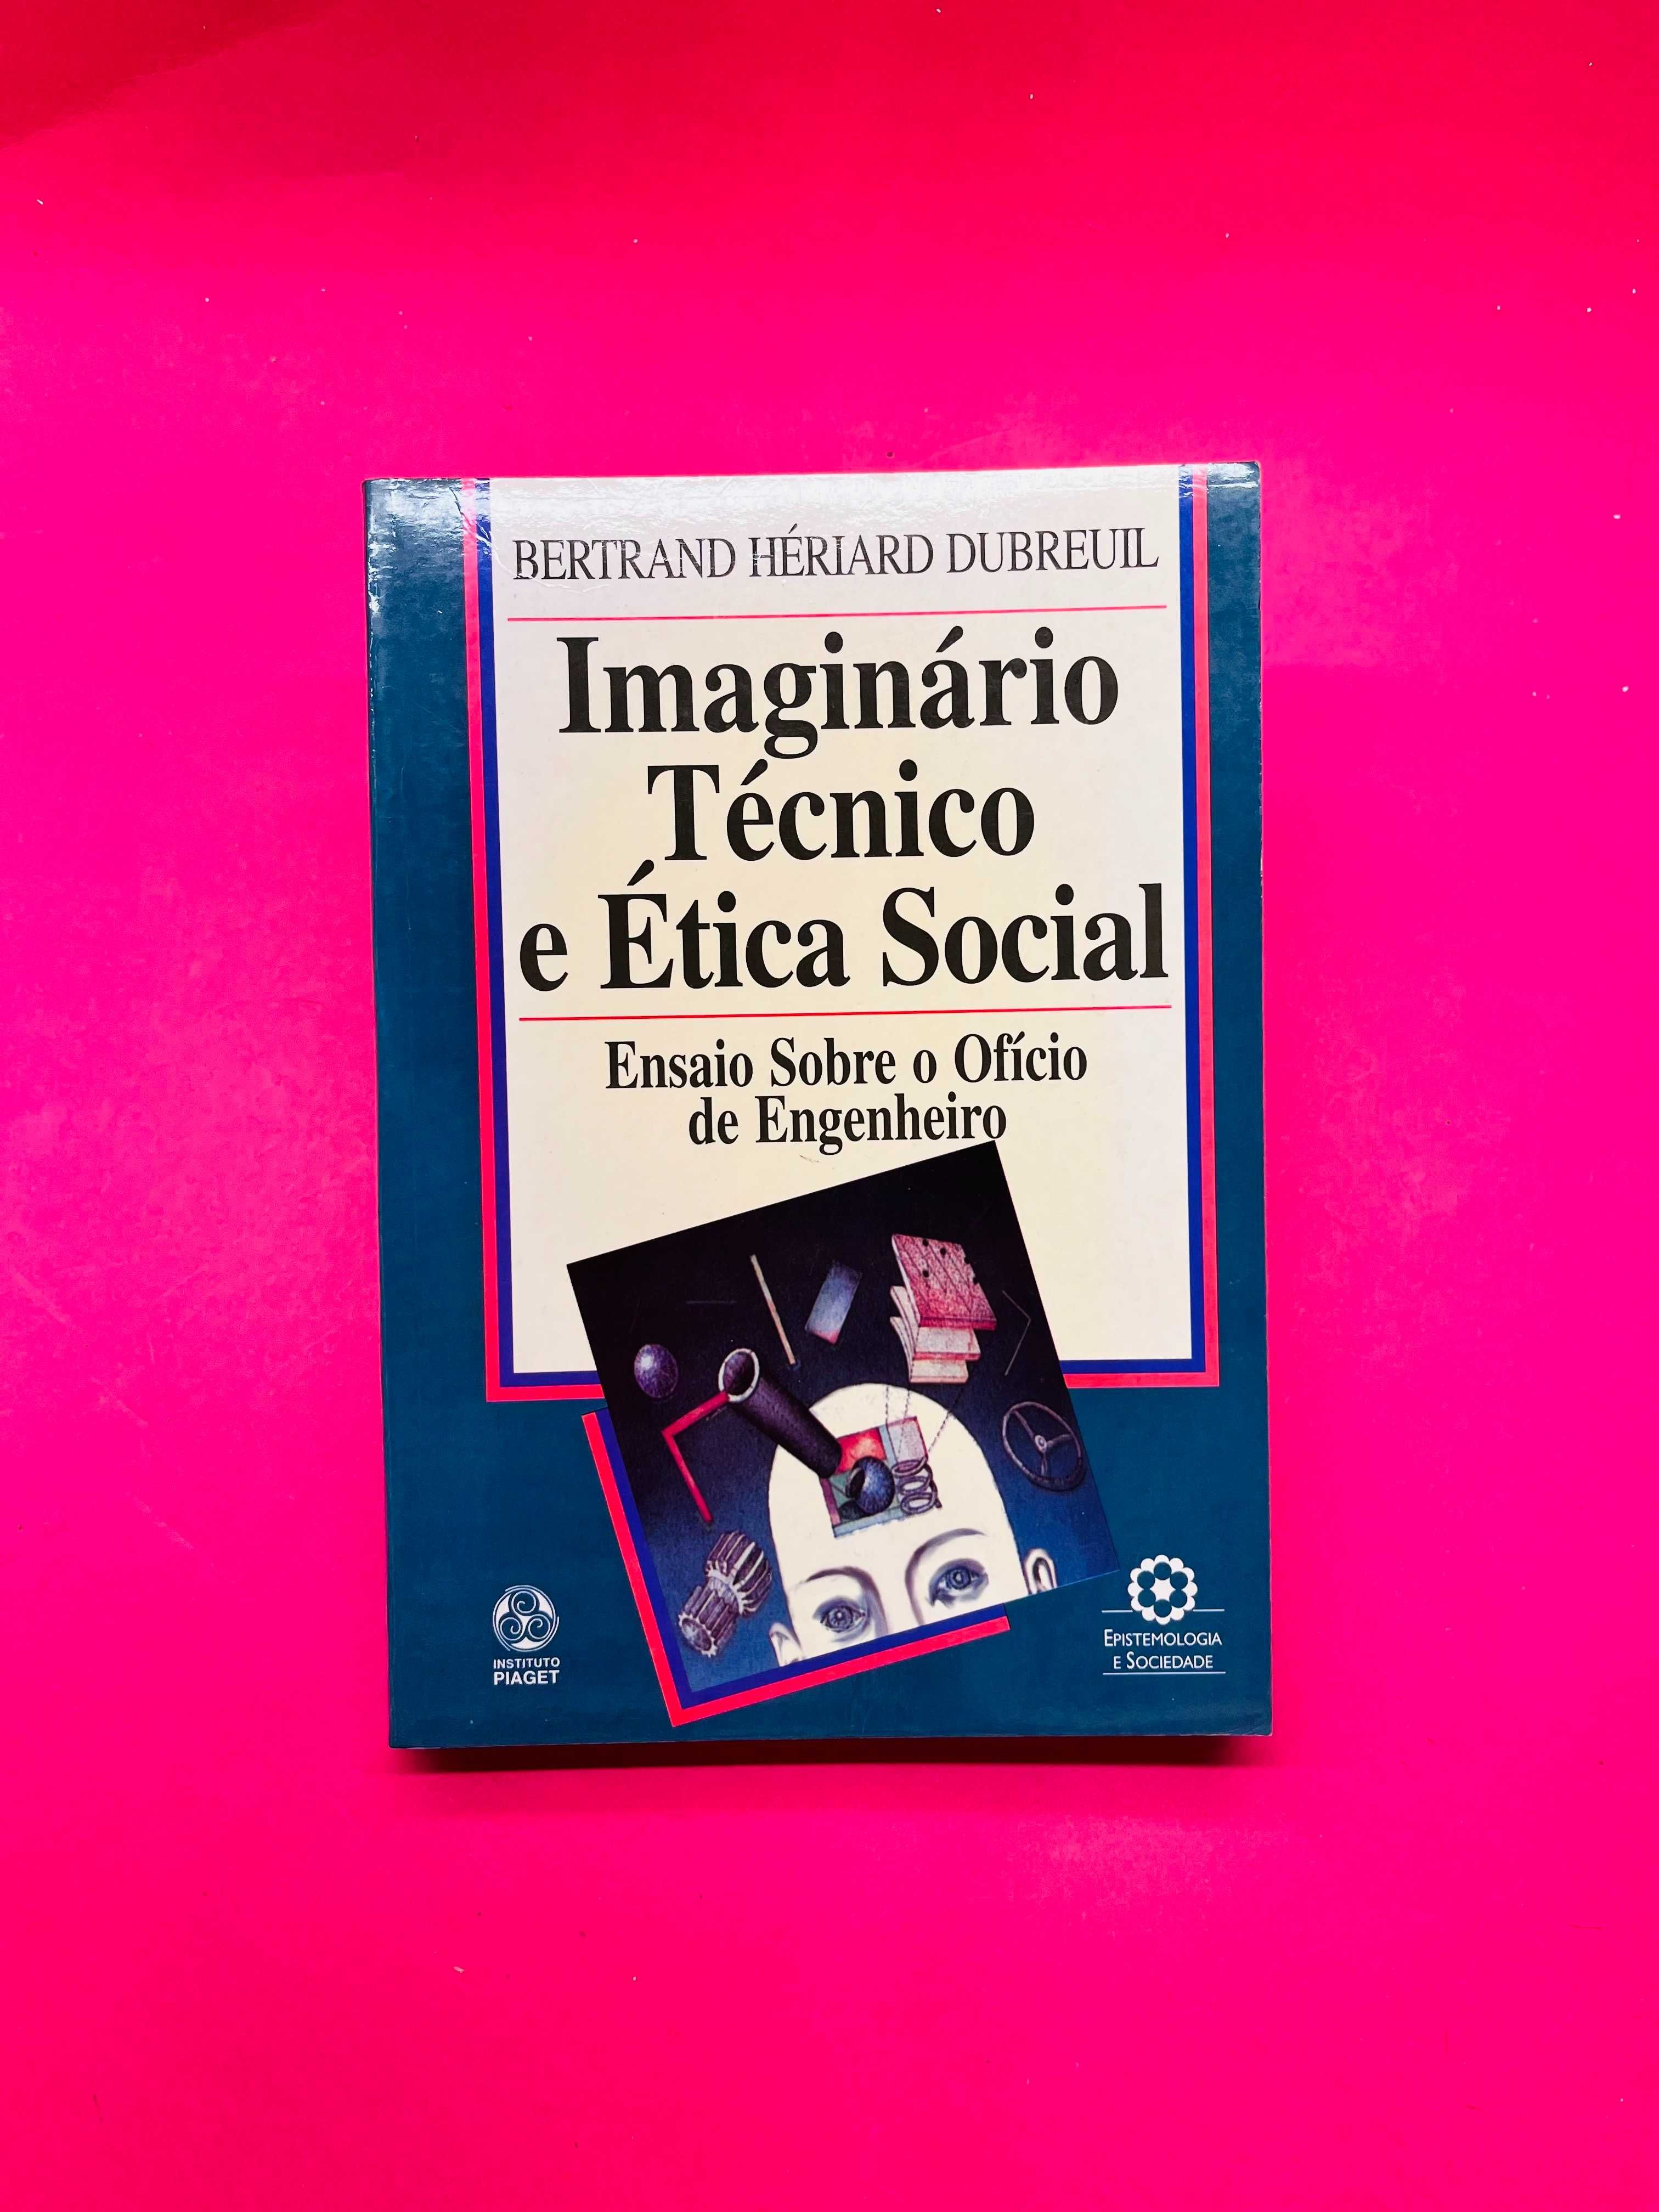 BERTRAND HÉRIARD DUBREUIL
Imaginário
Técnico
e Ética Social
Ensaio Sobre o Ofício
de Engenheiro
INSTITUTO
PIAGET
EPISTEMOLOGIA
E SOCIEDADE